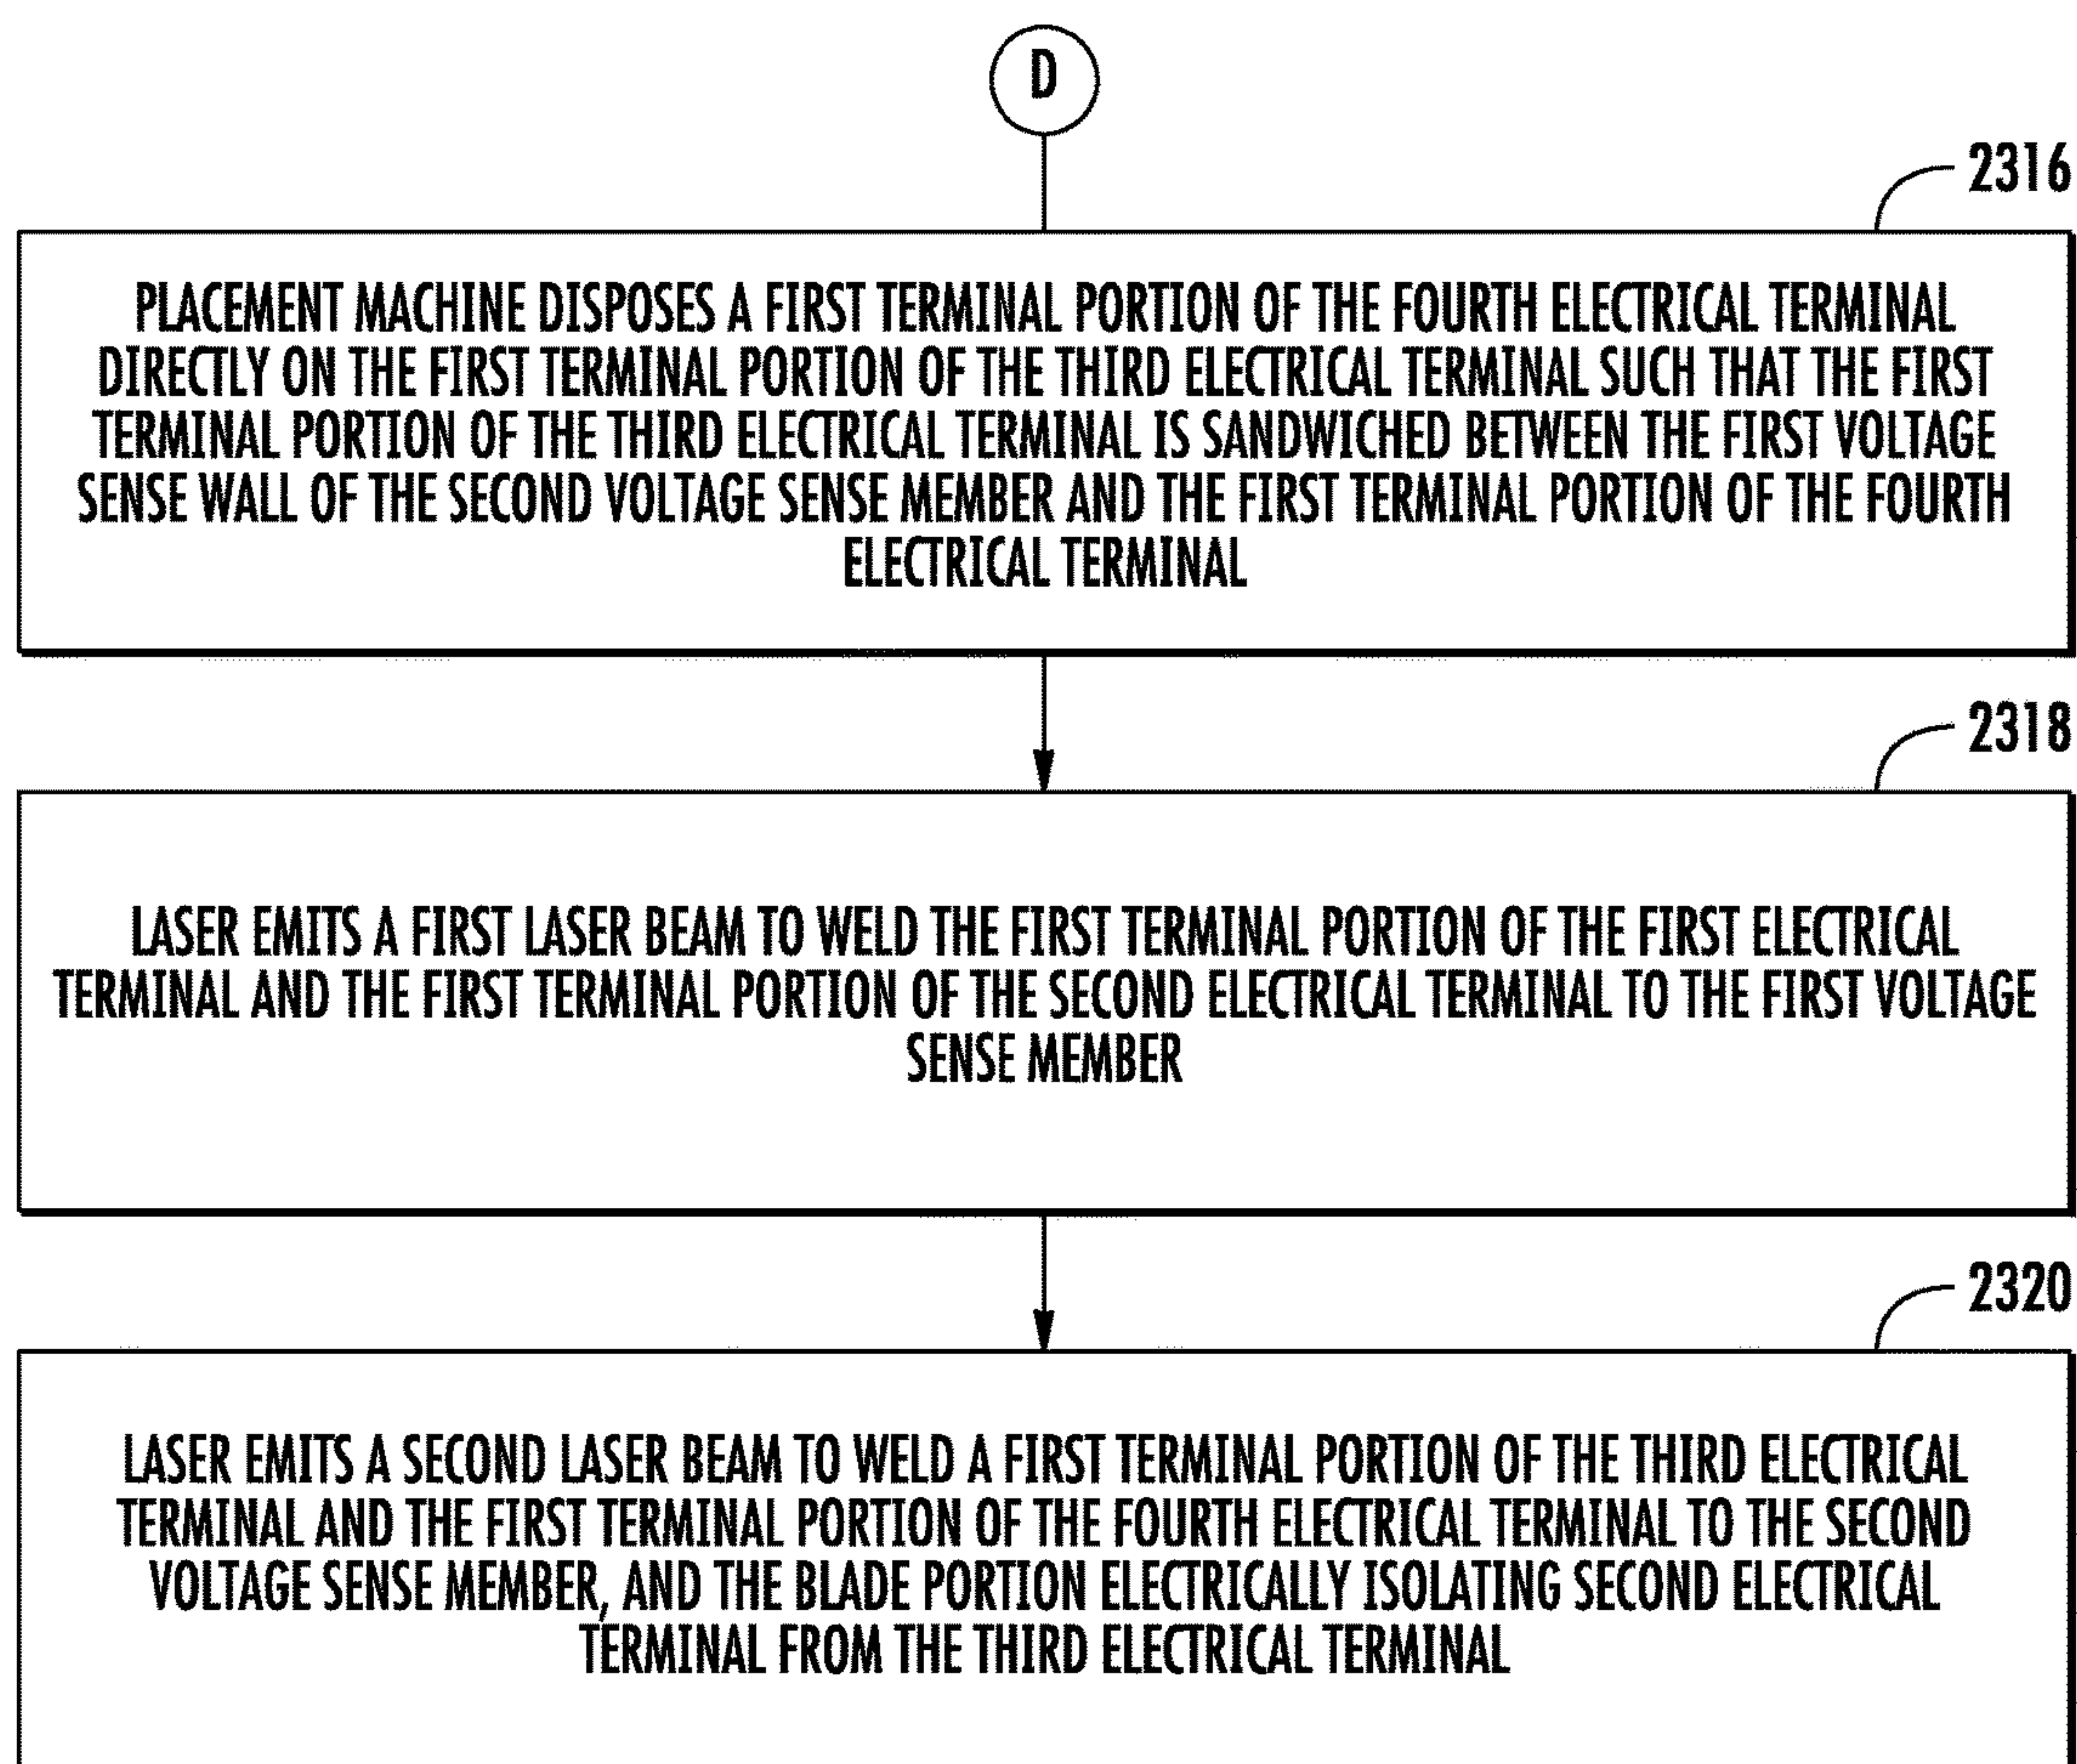 D
2316
PLACEMENT MACHINE DISPOSES A FIRST TERMINAL PORTION OF THE FOURTH ELECTRICAL TERMINAL
DIRECTLY ON THE FIRST TERMINAL PORTION OF THE THIRD ELECTRICAL TERMINAL SUCH THAT THE FIRST
TERMINAL PORTION OF THE THIRD ELECTRICAL TERMINAL IS SANDWICHED BETWEEN THE FIRST VOLTAGE
SENSE WALL OF THE SECOND VOLTAGE SENSE MEMBER AND THE FIRST TERMINAL PORTION OF THE FOURTH
ELECTRICAL TERMINAL
2318
LASER EMITS A FIRST LASER BEAM TO WELD THE FIRST TERMINAL PORTION OF THE FIRST ELECTRICAL
TERMINAL AND THE FIRST TERMINAL PORTION OF THE SECOND ELECTRICAL TERMINAL TO THE FIRST VOLTAGE
SENSE MEMBER
2320
LASER EMITS A SECOND LASER BEAM TO WELD A FIRST TERMINAL PORTION OF THE THIRD ELECTRICAL
TERMINAL AND THE FIRST TERMINAL PORTION OF THE FOURTH ELECTRICAL TERMINAL TO THE SECOND
VOLTAGE SENSE MEMBER, AND THE BLADE PORTION ELECTRICALLY ISOLATING SECOND ELECTRICAL
TERMINAL FROM THE THIRD ELECTRICAL TERMINAL